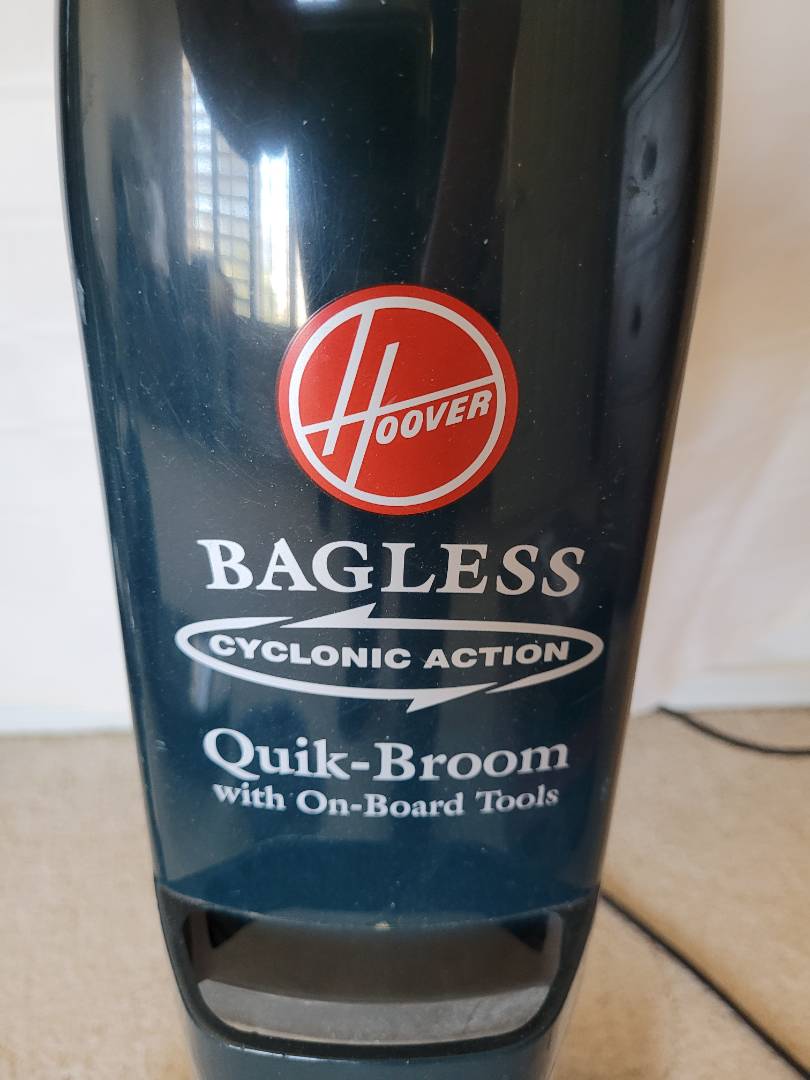 HOOVER
BAGLESS
CYCLONIC ACTION
Quik-Broom
with On-Board Tools